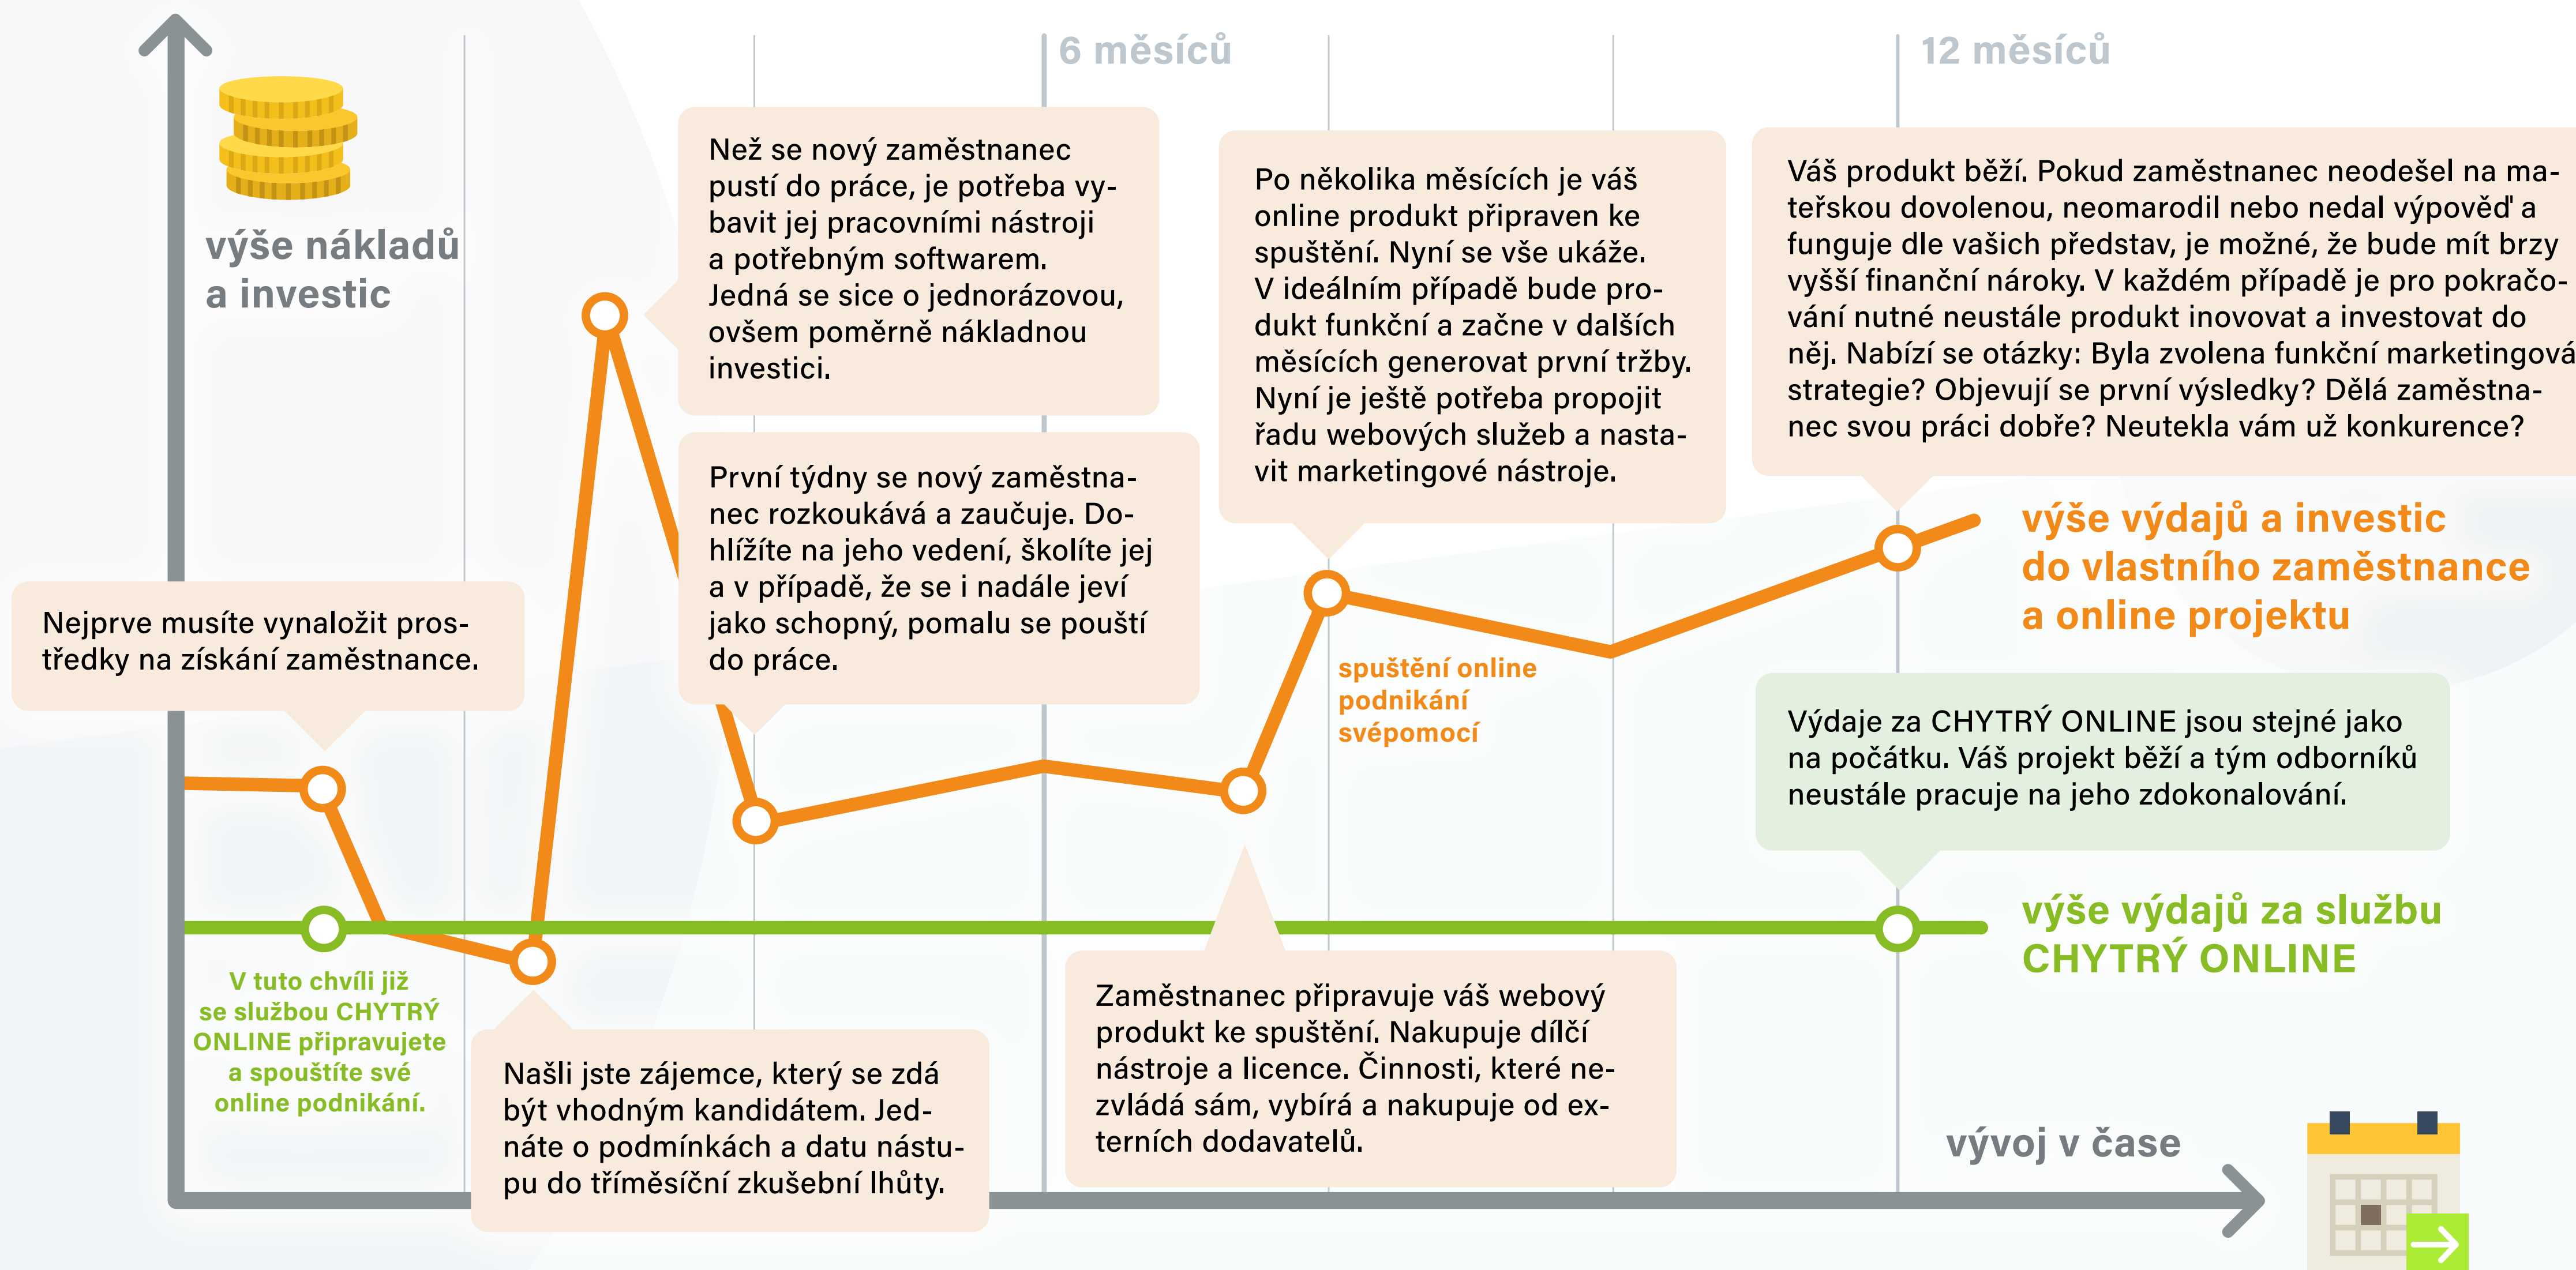 6 měsíců
12 měsíců
výše nákladů
a investic
Než se nový zaměstnanec
pustí do práce, je potřeba vy-
bavit jej pracovními nástroji
a potřebným softwarem.
Jedná se sice o jednorázovou,
ovšem poměrně nákladnou
investici.
Po několika měsících je váš
online produkt připraven ke
spuštění. Nyní se vše ukáže.
V ideálním případě bude pro-
dukt funkční a začne v dalších
měsících generovat první tržby.
Nyní je ještě potřeba propojit
řadu webových služeb a nasta-
vit marketingové nástroje.
Váš produkt běží. Pokud zaměstnanec neodešel na ma-
teřskou dovolenou, neomarodil nebo nedal výpověď a
funguje dle vašich představ, je možné, že bude mít brzy
vyšší finanční nároky. V každém případě je pro pokračo-
vání nutné neustále produkt inovovat a investovat do
něj. Nabízí se otázky: Byla zvolena funkční marketingová
strategie? Objevují se první výsledky? Dělá zaměstna-
nec svou práci dobře? Neutekla vám už konkurence?
První týdny se nový zaměstna-
nec rozkoukává a zaučuje. Do-
hlížíte na jeho vedení, školíte jej
a v případě, že se i nadále jeví
jako schopný, pomalu se pouští
do práce.
Nejprve musíte vynaložit pros-
tředky na získání zaměstnance.
výše výdajů a investic
do vlastního zaměstnance
a online projektu
spuštění online
podnikání
svépomocí
Výdaje za CHYTRÝ ONLINE jsou stejné jako
na počátku. Váš projekt běží a tým odborníků
neustále pracuje na jeho zdokonalování.
výše výdajů za službu
CHYTRÝ ONLINE
V tuto chvíli již
se službou CHYTRÝ
ONLINE připravujete
a spouštíte své
online podnikání.
Našli jste zájemce, který se zdá
být vhodným kandidátem. Jed-
náte o podmínkách a datu nástu-
pu do tříměsíční zkušební lhůty.
Zaměstnanec připravuje váš webový
produkt ke spuštění. Nakupuje dílčí
nástroje a licence. Činnosti, které ne-
zvládá sám, vybírá a nakupuje od ex-
terních dodavatelů.
vývoj v čase